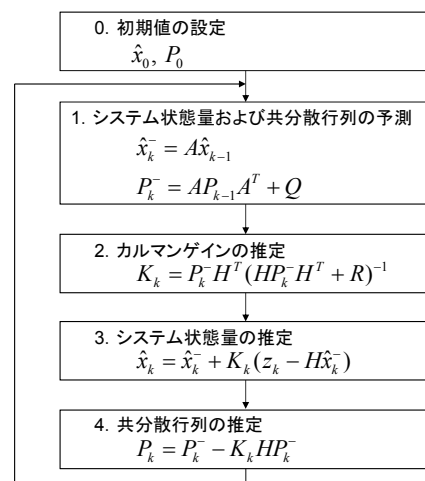 0. 初期値の設定
x̂₀, P₀
1. システム状態量および共分散行列の予測
x̂ₖ⁻ = Ax̂ₖ₋₁
Pₖ⁻ = APₖ₋₁Aᵀ + Q
2. カルマンゲインの推定
Kₖ = Pₖ⁻Hᵀ(HPₖ⁻Hᵀ + R)⁻¹
3. システム状態量の推定
x̂ₖ = x̂ₖ⁻ + Kₖ(zₖ − Hx̂ₖ⁻)
4. 共分散行列の推定
Pₖ = Pₖ⁻ − KₖHPₖ⁻